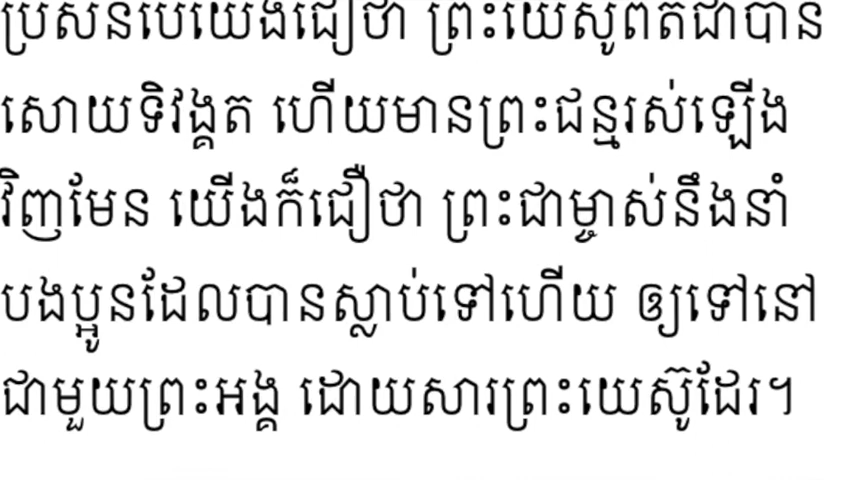 ប្រសិនបើយើងជឿថា ព្រះយេស៊ូពិតជាបាន
សោយទិវង្គត ហើយមានព្រះជន្មរស់ឡើង
វិញមែន យើងក៏ជឿថា ព្រះជាម្ចាស់នឹងនាំ
បងប្អូនដែលបានស្លាប់ទៅហើយ ឲ្យទៅនៅ
ជាមួយព្រះអង្គ ដោយសារព្រះយេស៊ូដែរ។